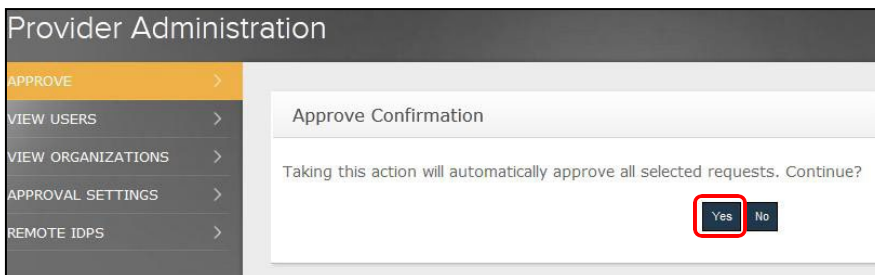 Provider Administration
APPROVE
VIEW USERS
VIEW ORGANIZATIONS
APPROVAL SETTINGS
REMOTE IDPS
Approve Confirmation
Taking this action will automatically approve all selected requests. Continue?
Yes No